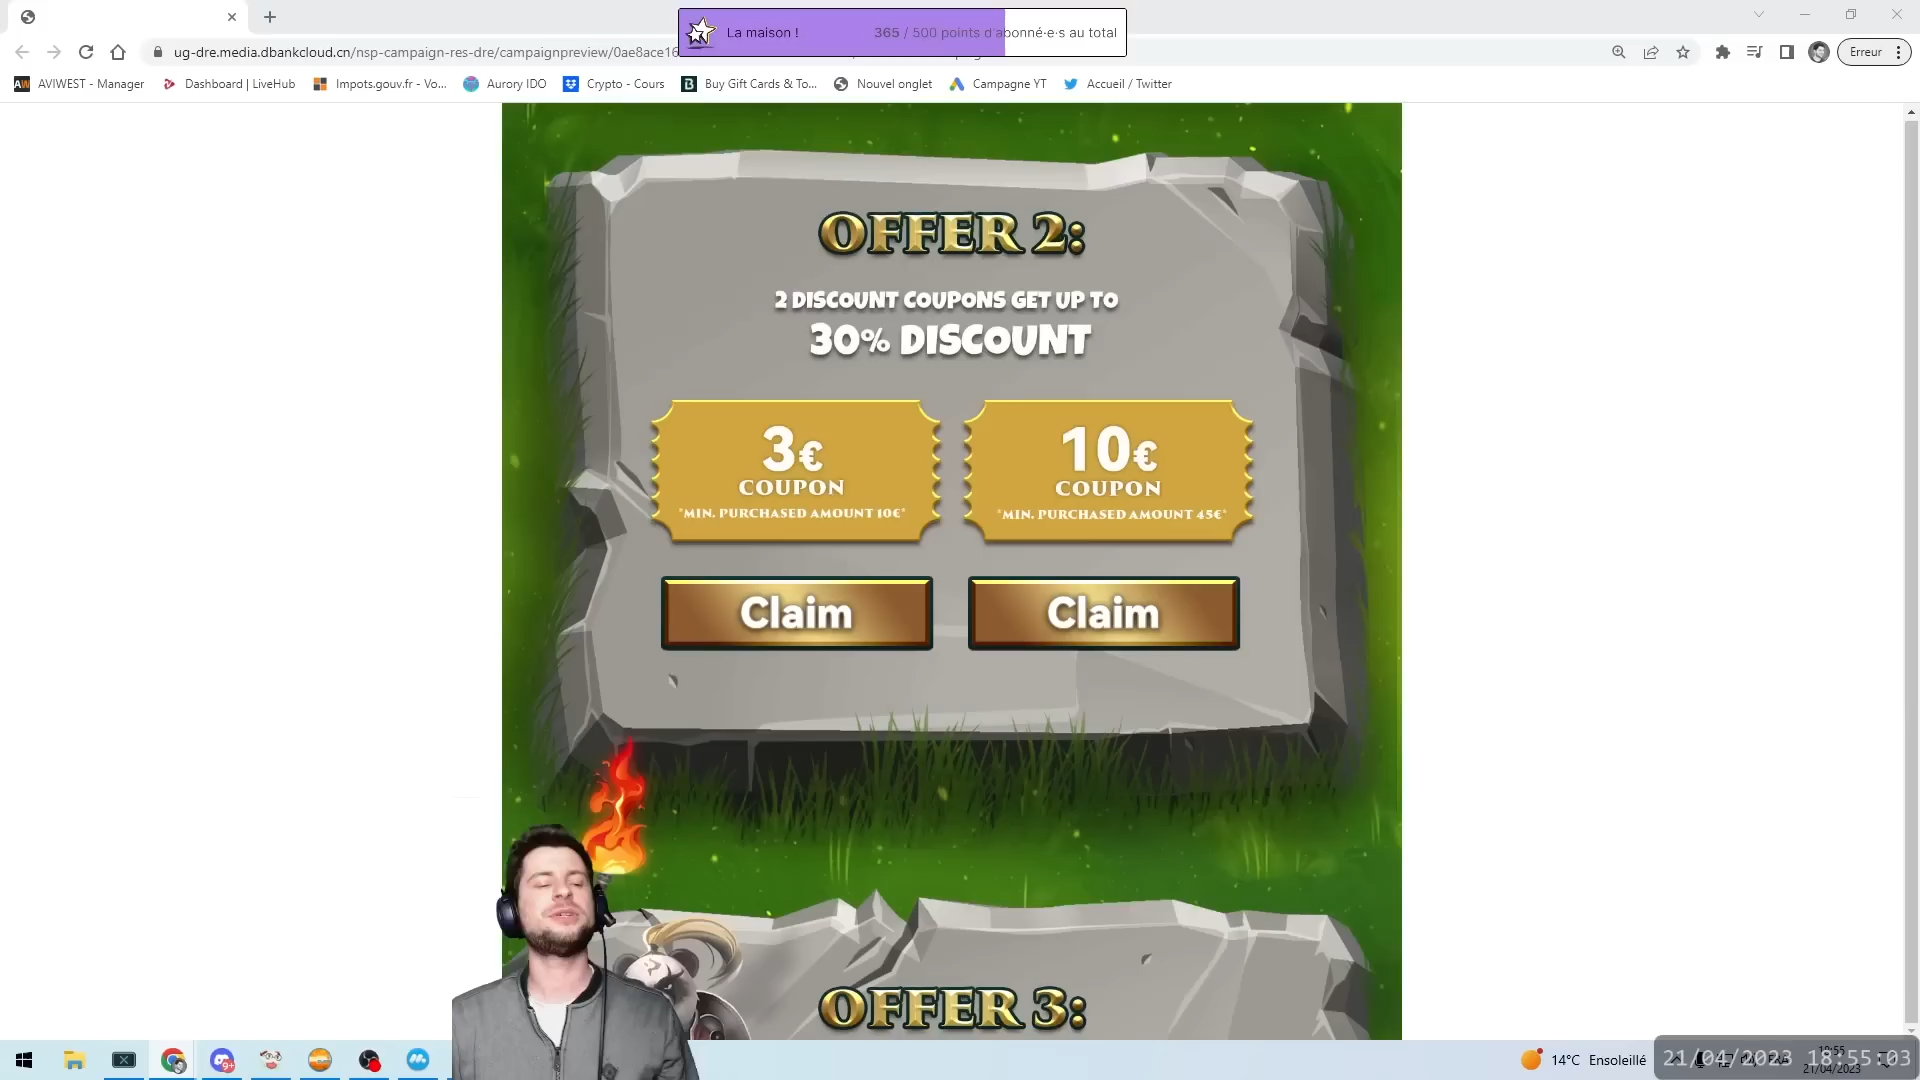 La maison !
365 / 500 points d'abonné·e·s au total
ug-dre.media.dbankcloud.cn/nsp-campaign-res-dre/campaignpreview/0ae8ace16
Erreur
AVIWEST - Manager
Dashboard | LiveHub
Impots.gouv.fr - Vo...
Aurory IDO
Crypto - Cours
Buy Gift Cards & To...
Nouvel onglet
Campagne YT
Accueil / Twitter
OFFER 2:
2 DISCOUNT COUPONS GET UP TO
30% DISCOUNT
3€
COUPON
*MIN. PURCHASED AMOUNT 10€*
10€
COUPON
*MIN. PURCHASED AMOUNT 45€*
Claim
Claim
OFFER 3:
9+
14°C Ensoleillé
21/04/2023 18:55:03
21/04/2023